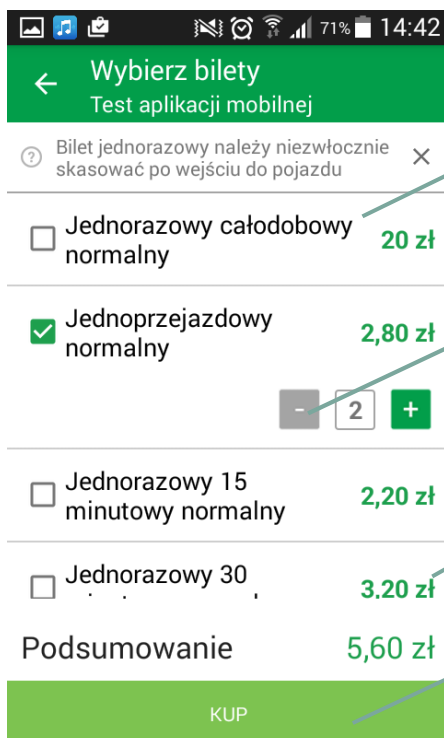 71% 14:42
Wybierz bilety
Test aplikacji mobilnej
? Bilet jednorazowy należy niezwłocznie
skasować po wejściu do pojazdu
Jednorazowy całodobowy
normalny
20 zł
Jednoprzejazdowy
normalny
2,80 zł
- 2 +
Jednorazowy 15
minutowy normalny
2,20 zł
Jednorazowy 30
3,20 zł
Podsumowanie 5,60 zł
KUP